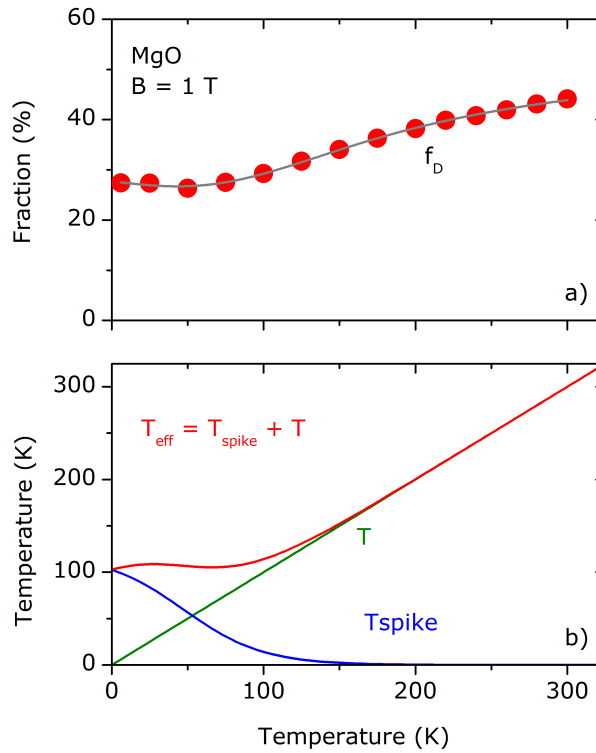 60
MgO
B = 1 T
40
f_D
20
a)
0
Fraction (%)
300
T_eff = T_spike + T
200
T
100
Tspike
b)
0
Temperature (K)
0 100 200 300
Temperature (K)